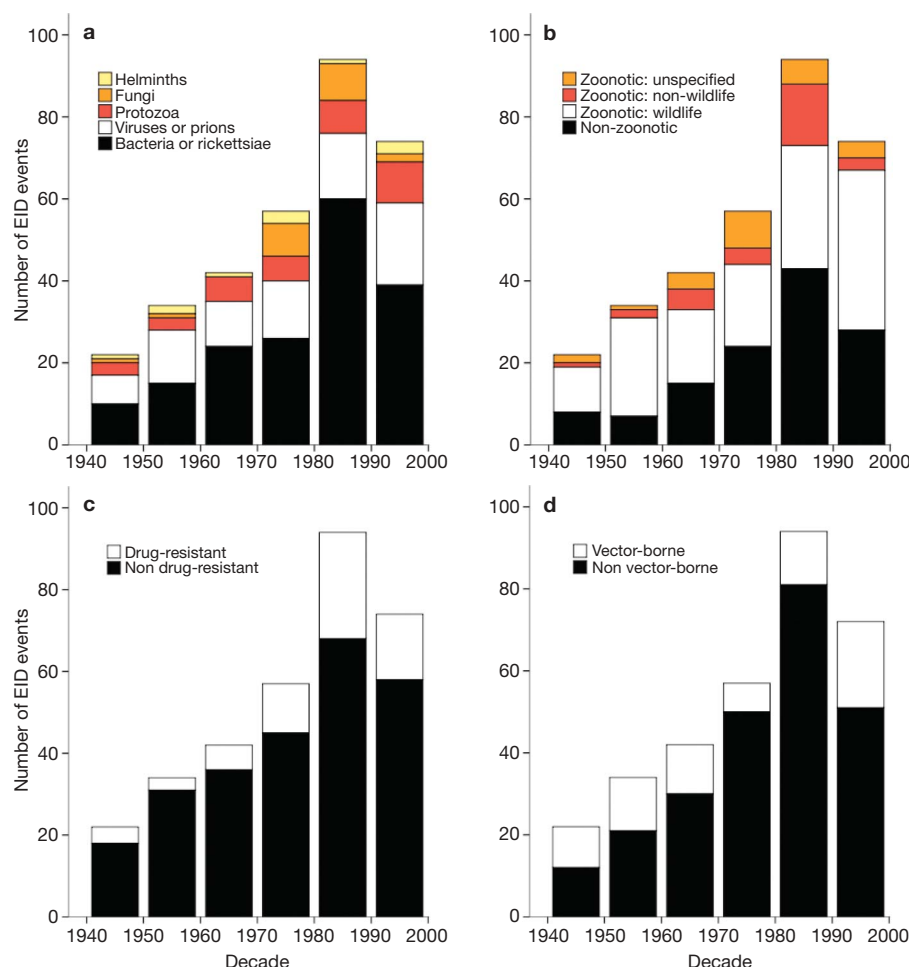 a
b
100
80
60
40
20
0
Number of EID events
Helminths
Fungi
Protozoa
Viruses or prions
Bacteria or rickettsiae
1940 1950 1960 1970 1980 1990 2000
100
80
60
40
20
0
Zoonotic: unspecified
Zoonotic: non-wildlife
Zoonotic: wildlife
Non-zoonotic
1940 1950 1960 1970 1980 1990 2000
c
100
80
60
40
20
0
Number of EID events
Drug-resistant
Non drug-resistant
1940 1950 1960 1970 1980 1990 2000
Decade
d
100
80
60
40
20
0
Vector-borne
Non vector-borne
1940 1950 1960 1970 1980 1990 2000
Decade